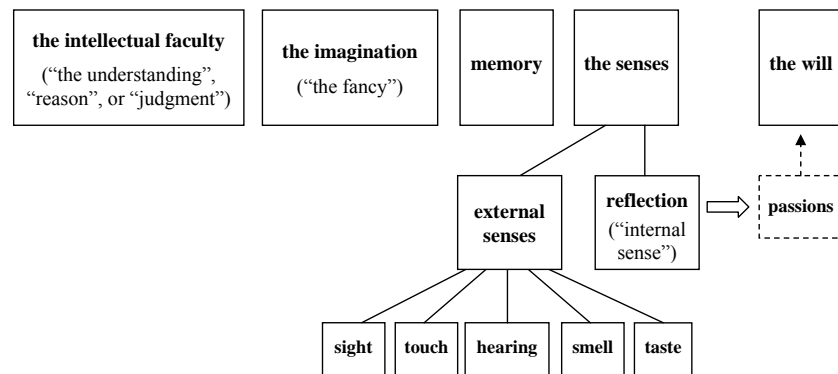 the intellectual faculty
(“the understanding”,
“reason”, or “judgment”)
the imagination
(“the fancy”)
memory
the senses
the will
external
senses
reflection
(“internal
sense”)
passions
sight
touch
hearing
smell
taste